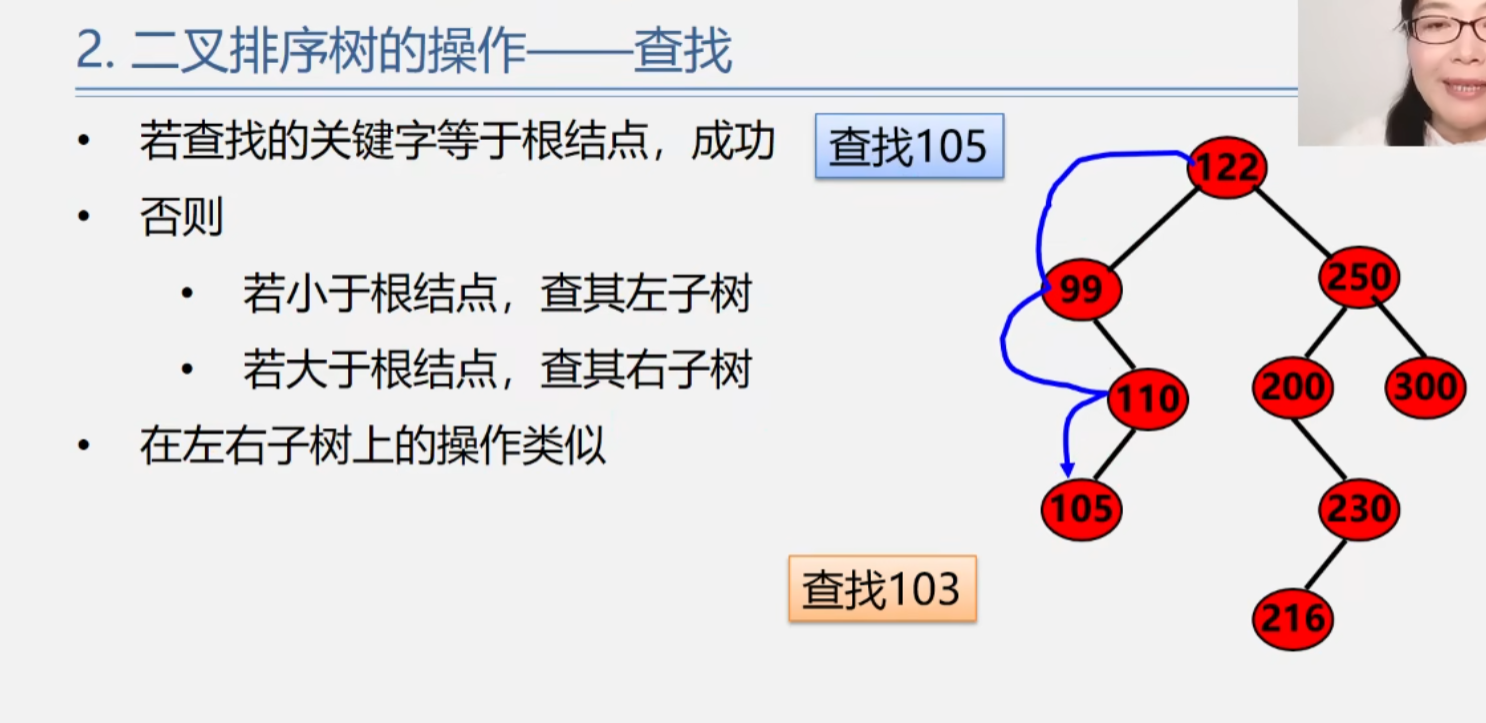 2. 二叉排序树的操作——查找
• 若查找的关键字等于根结点，成功
• 否则
• 若小于根结点，查其左子树
• 若大于根结点，查其右子树
• 在左右子树上的操作类似
查找105
122
99
250
110
200
300
105
230
216
查找103